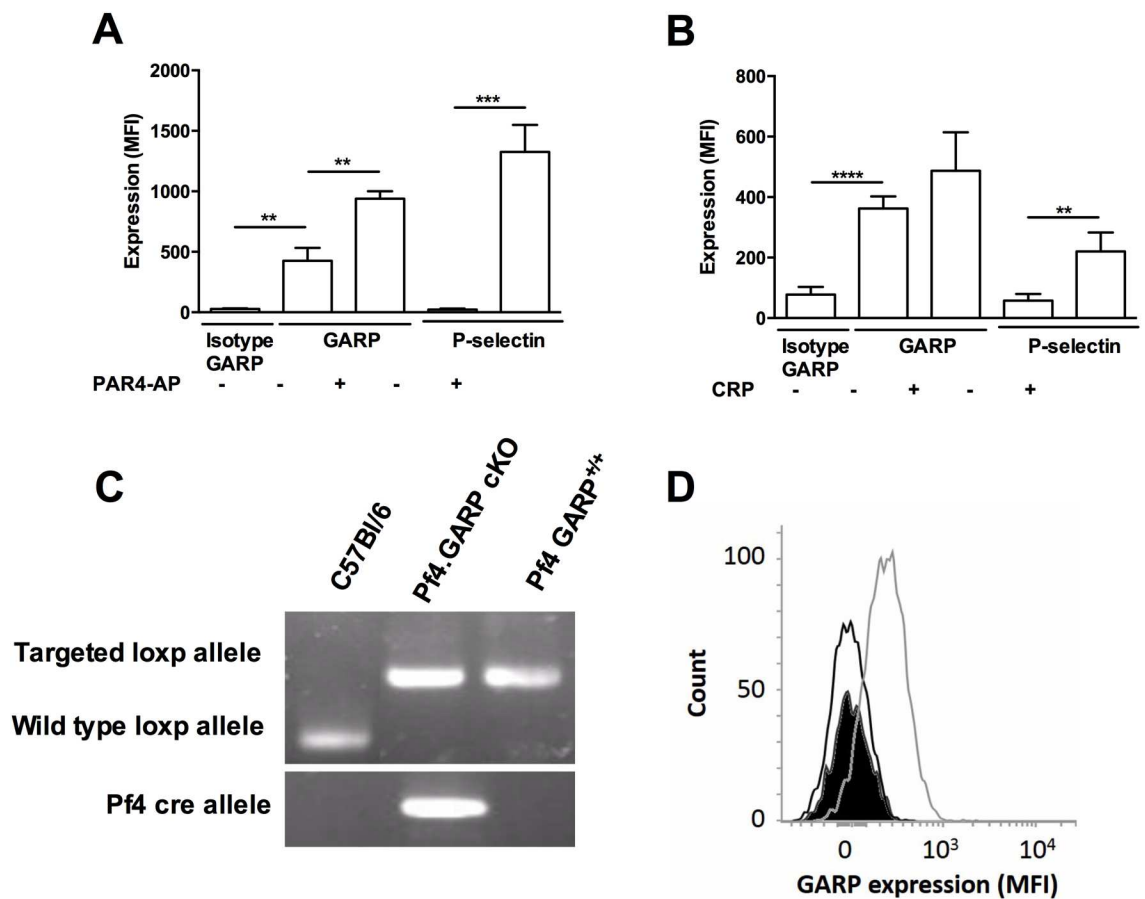 A
2000
1500
1000
500
0
Expression (MFI)
**
**
***
Isotype
GARP
GARP
P-selectin
PAR4-AP - - + - +
B
800
600
400
200
0
Expression (MFI)
****
**
Isotype
GARP
GARP
P-selectin
CRP - - + - +
C
C57Bl/6
Pf4.GARP cKO
Pf4 GARP+/+
Targeted loxp allele
Wild type loxp allele
Pf4 cre allele
D
100
50
0
Count
0 10³ 10⁴
GARP expression (MFI)